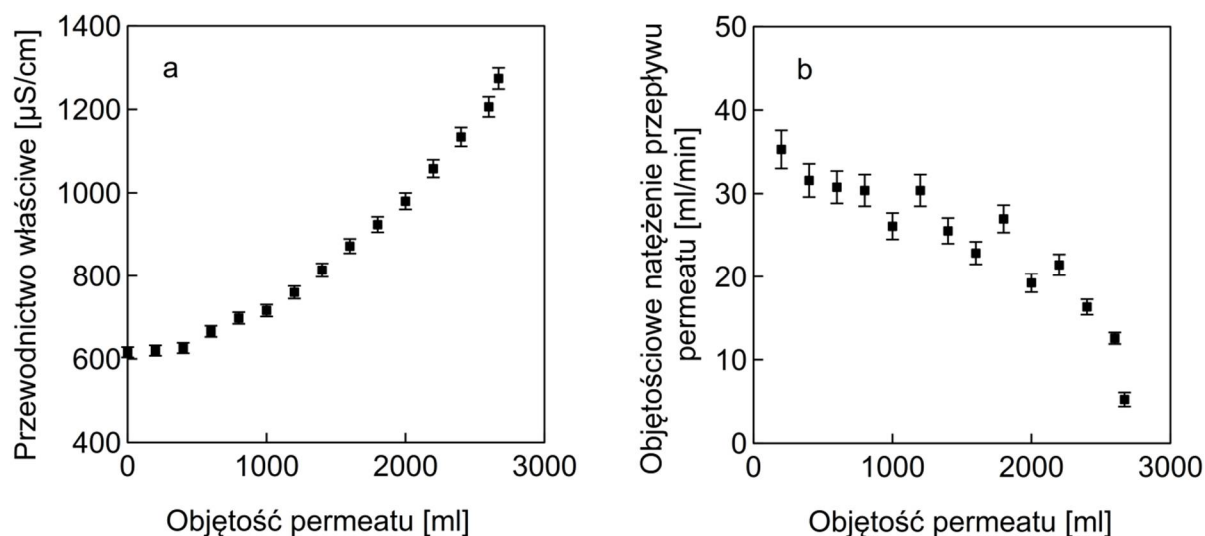 1400
1200
1000
800
600
400
0
1000
2000
3000
a
Przewodnictwo właściwe [µS/cm]
Objętość permeatu [ml]
50
40
30
20
10
0
0
1000
2000
3000
b
Objętościowe natężenie przepływu
permeatu [ml/min]
Objętość permeatu [ml]